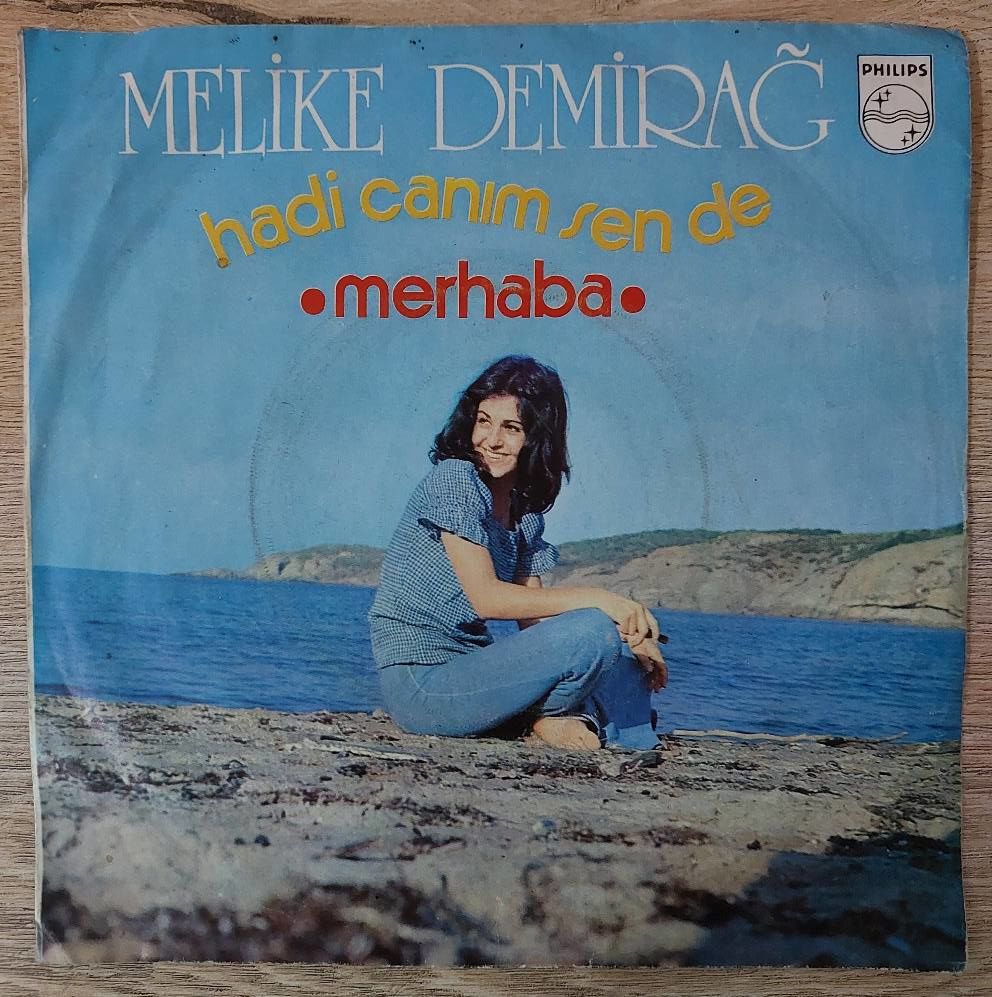 MELİKE DEMİRAĞ
PHILIPS
hadi canım sen de
•merhaba•